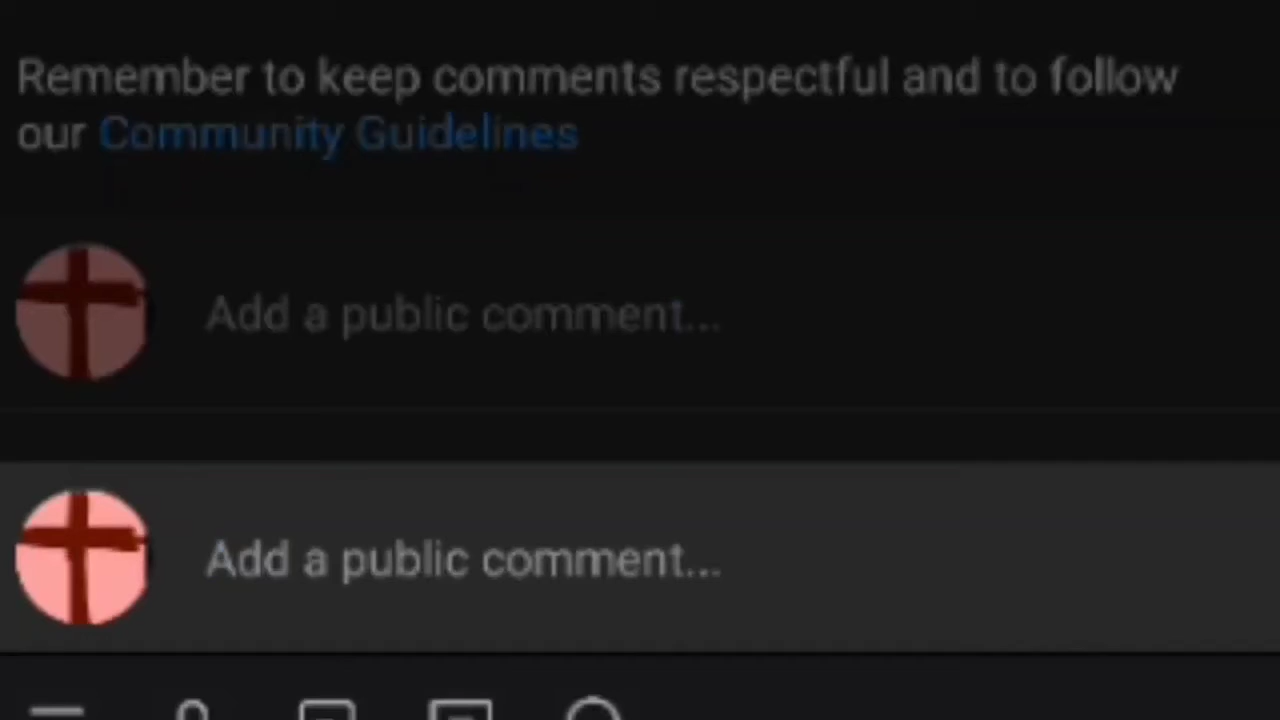 Remember to keep comments respectful and to follow
our Community Guidelines
Add a public comment...
Add a public comment...